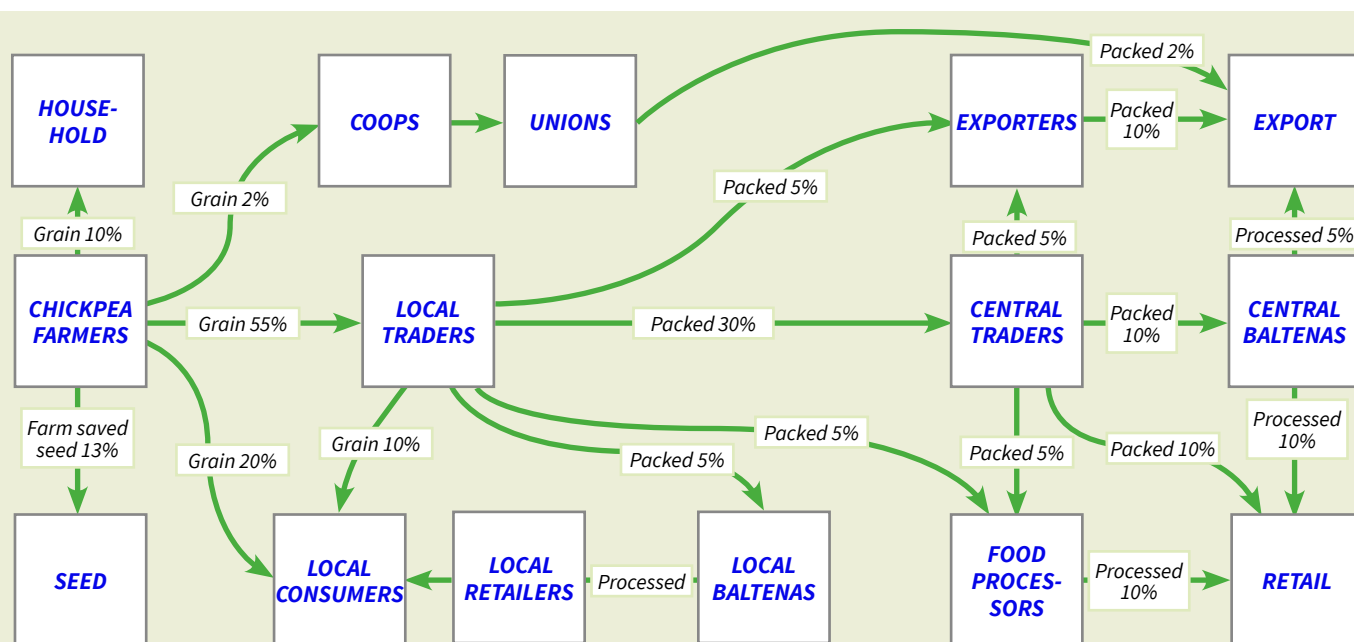 Packed 2%
HOUSE-
HOLD
COOPS
UNIONS
EXPORTERS
Packed
10%
EXPORT
Grain 2%
Packed 5%
Grain 10%
Packed 5%
Processed 5%
CHICKPEA
FARMERS
Grain 55%
LOCAL
TRADERS
Packed 30%
CENTRAL
TRADERS
Packed
10%
CENTRAL
BALTENAS
Farm saved
seed 13%
Grain 20%
Grain 10%
Packed 5%
Packed 5%
Packed 5%
Packed 10%
Processed
10%
SEED
LOCAL
CONSUMERS
LOCAL
RETAILERS
Processed
LOCAL
BALTENAS
FOOD
PROCES-
SORS
Processed
10%
RETAIL